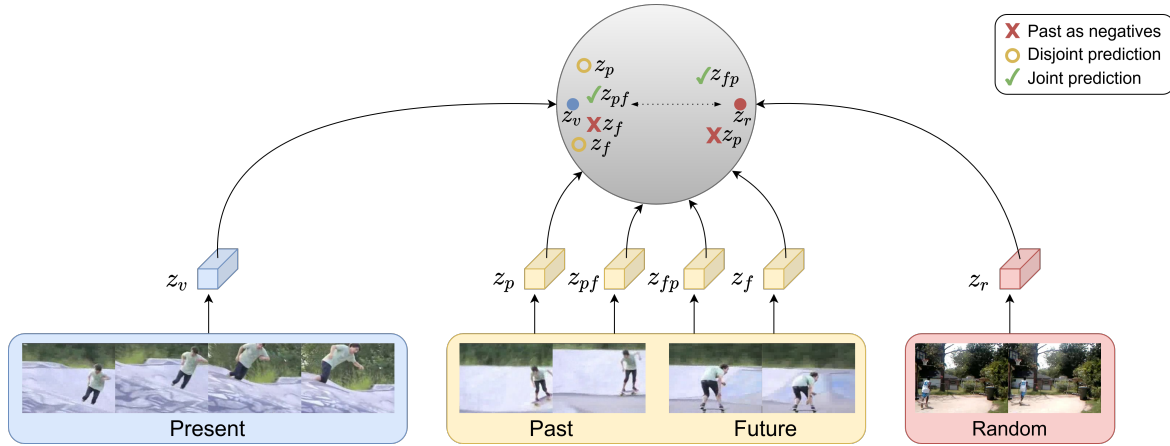 X Past as negatives
Disjoint prediction
✓ Joint prediction
z_p
z_fp
z_pf
z_v
z_r
X z_f
X z_p
z_f
z_v
z_p
z_pf
z_fp
z_f
z_r
Present
Past
Future
Random